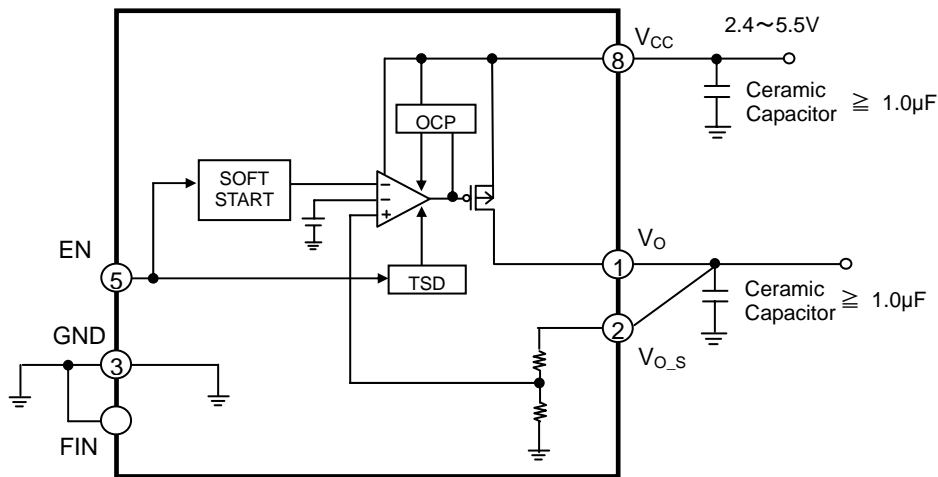 2.4～5.5V
VCC
8
Ceramic
Capacitor ≧ 1.0µF
OCP
SOFT
START
−
−
+
EN
5
TSD
VO
1
Ceramic
Capacitor ≧ 1.0µF
GND
3
2
VO_S
FIN